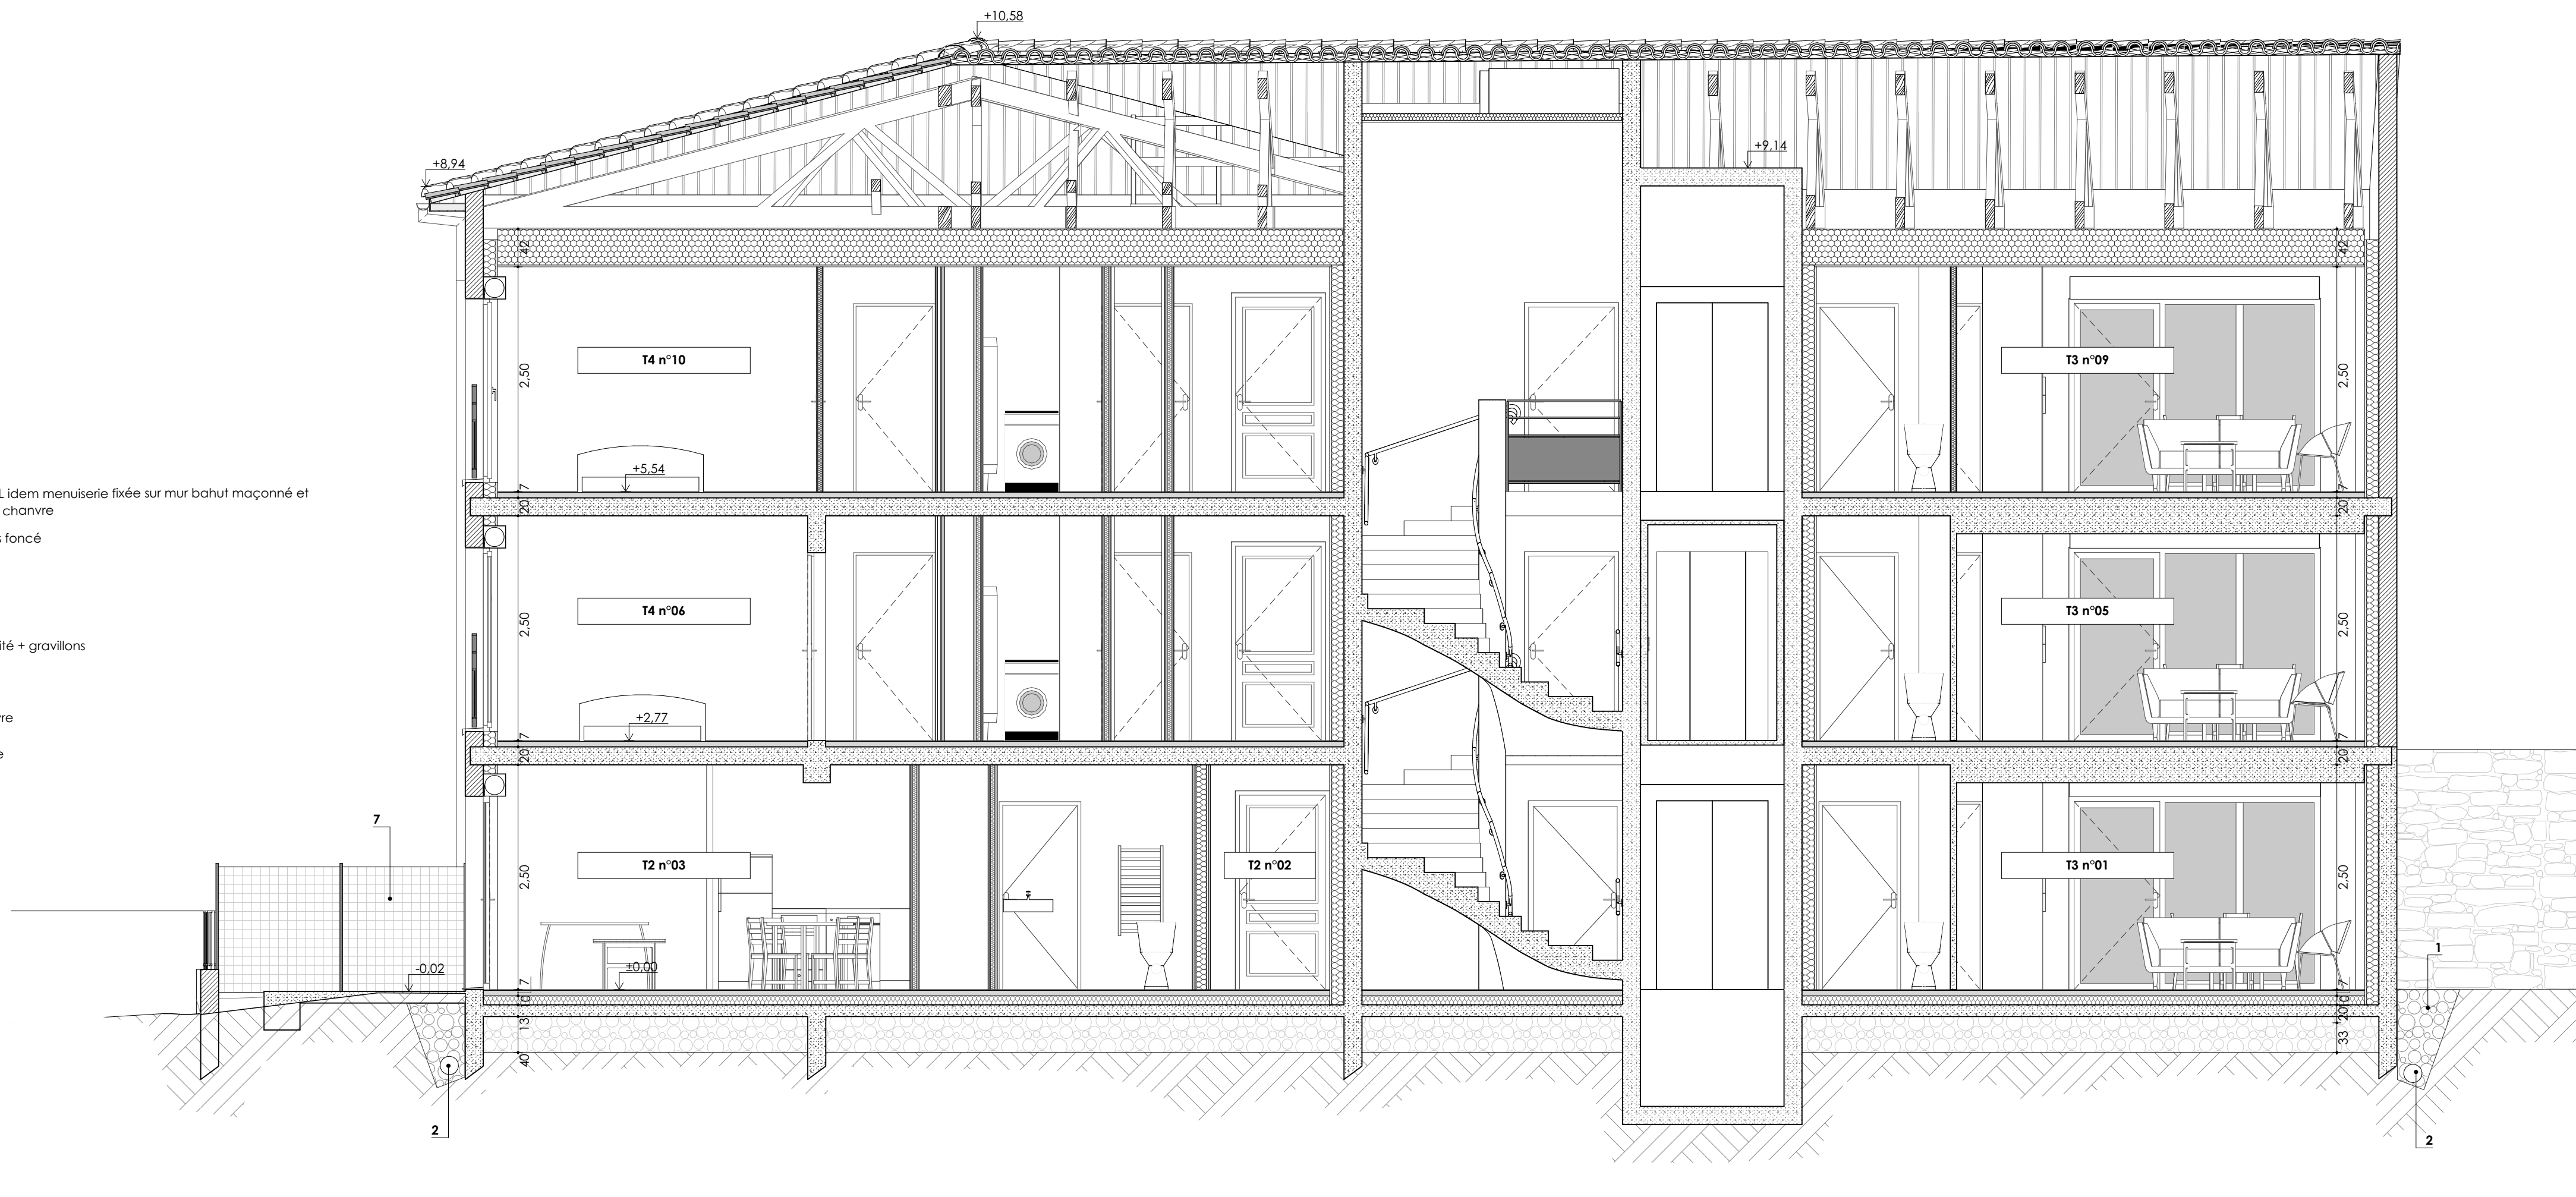 +10,58
+8,94
+9,14
42
42
T4 n°10
T3 n°09
2,50
2,50
+5,54
7
20
7
20
L idem menuiserie fixée sur mur bahut maçonné et
chanvre
s foncé
T4 n°06
T3 n°05
2,50
2,50
ité + gravillons
+2,77
vre
e
7
20
7
20
7
T2 n°03
T2 n°02
T3 n°01
2,50
2,50
1
-0,02
±0,00
7
10
13
40
7
10
20
33
2
2